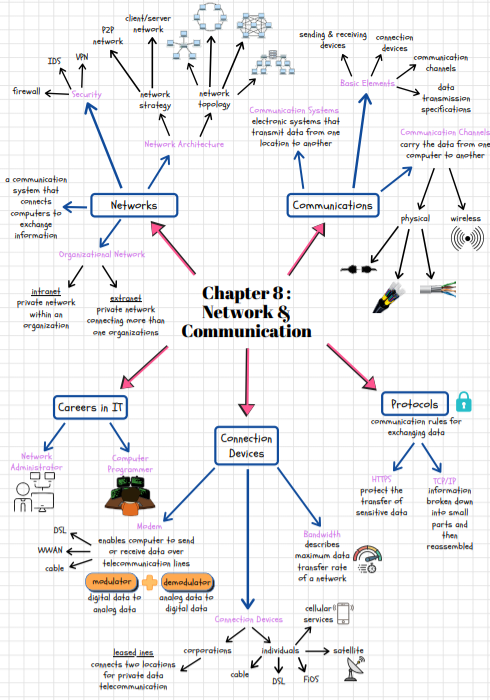 client/server
network
P2P
network
IDS
VPN
firewall
Security
network
strategy
network
topology
Network Architecture
sending & receiving
devices
connection
devices
communication
channels
Basic Elements
data
transmission
specifications
Communication Systems
electronic systems that
transmit data from one
location to another
Communication Channels
carry the data from one
computer to another
a communication
system that
connects
computers to
exchange
information
Networks
Communications
physical
wireless
Organizational Network
intranet
private network
within an
organization
extranet
private network
connecting more than
one organizations
Chapter 8 :
Network &
Communication
Careers in IT
Connection
Devices
Protocols
communication rules for
exchanging data
Network
Administrator
Computer
Programmer
HTTPS
protect the
transfer of
sensitive data
TCP/IP
information
broken down
into small
parts and
then
reassembled
Modem
enables computer to send
or receive data over
telecommunication lines
DSL
WWAN
cable
modulator
demodulator
digital data to
analog data
analog data to
digital data
Bandwidth
describes
maximum data
transfer rate
of a network
Connection Devices
cellular
services
corporations
individuals
satellite
leased ines
connects two locations
for private data
telecommunication
cable
DSL
FiOS